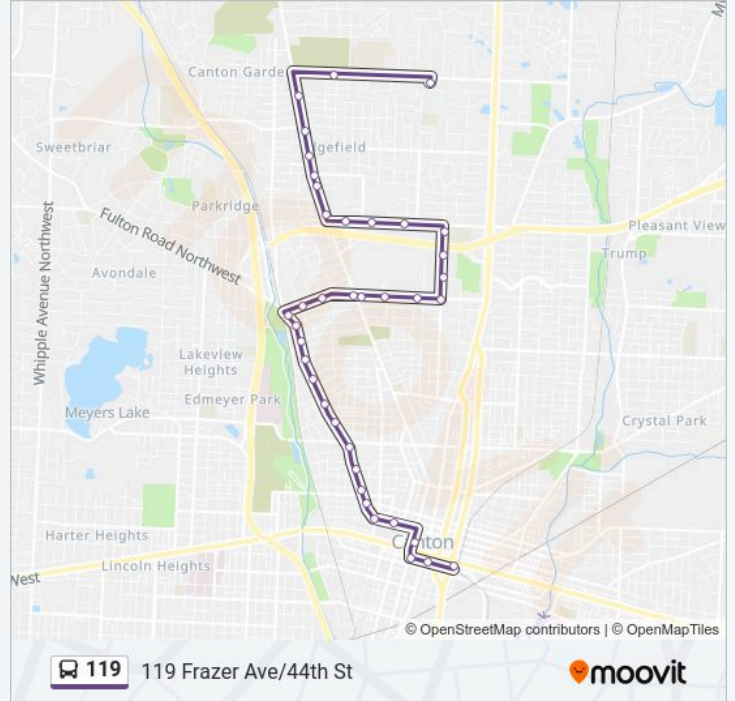 Canton Garde
Sweetbriar
dgefield
Parkridge
Fulton Road Northwest
Pleasant View
Trump
Avondale
Whipple Avenue Northwest
Lakeview
Heights
Edmeyer Park
Meyers Lake
Crystal Park
Harter Heights
Canton
Lincoln Heights
West
© OpenStreetMap contributors | © OpenMapTiles
119 119 Frazer Ave/44th St
moovit